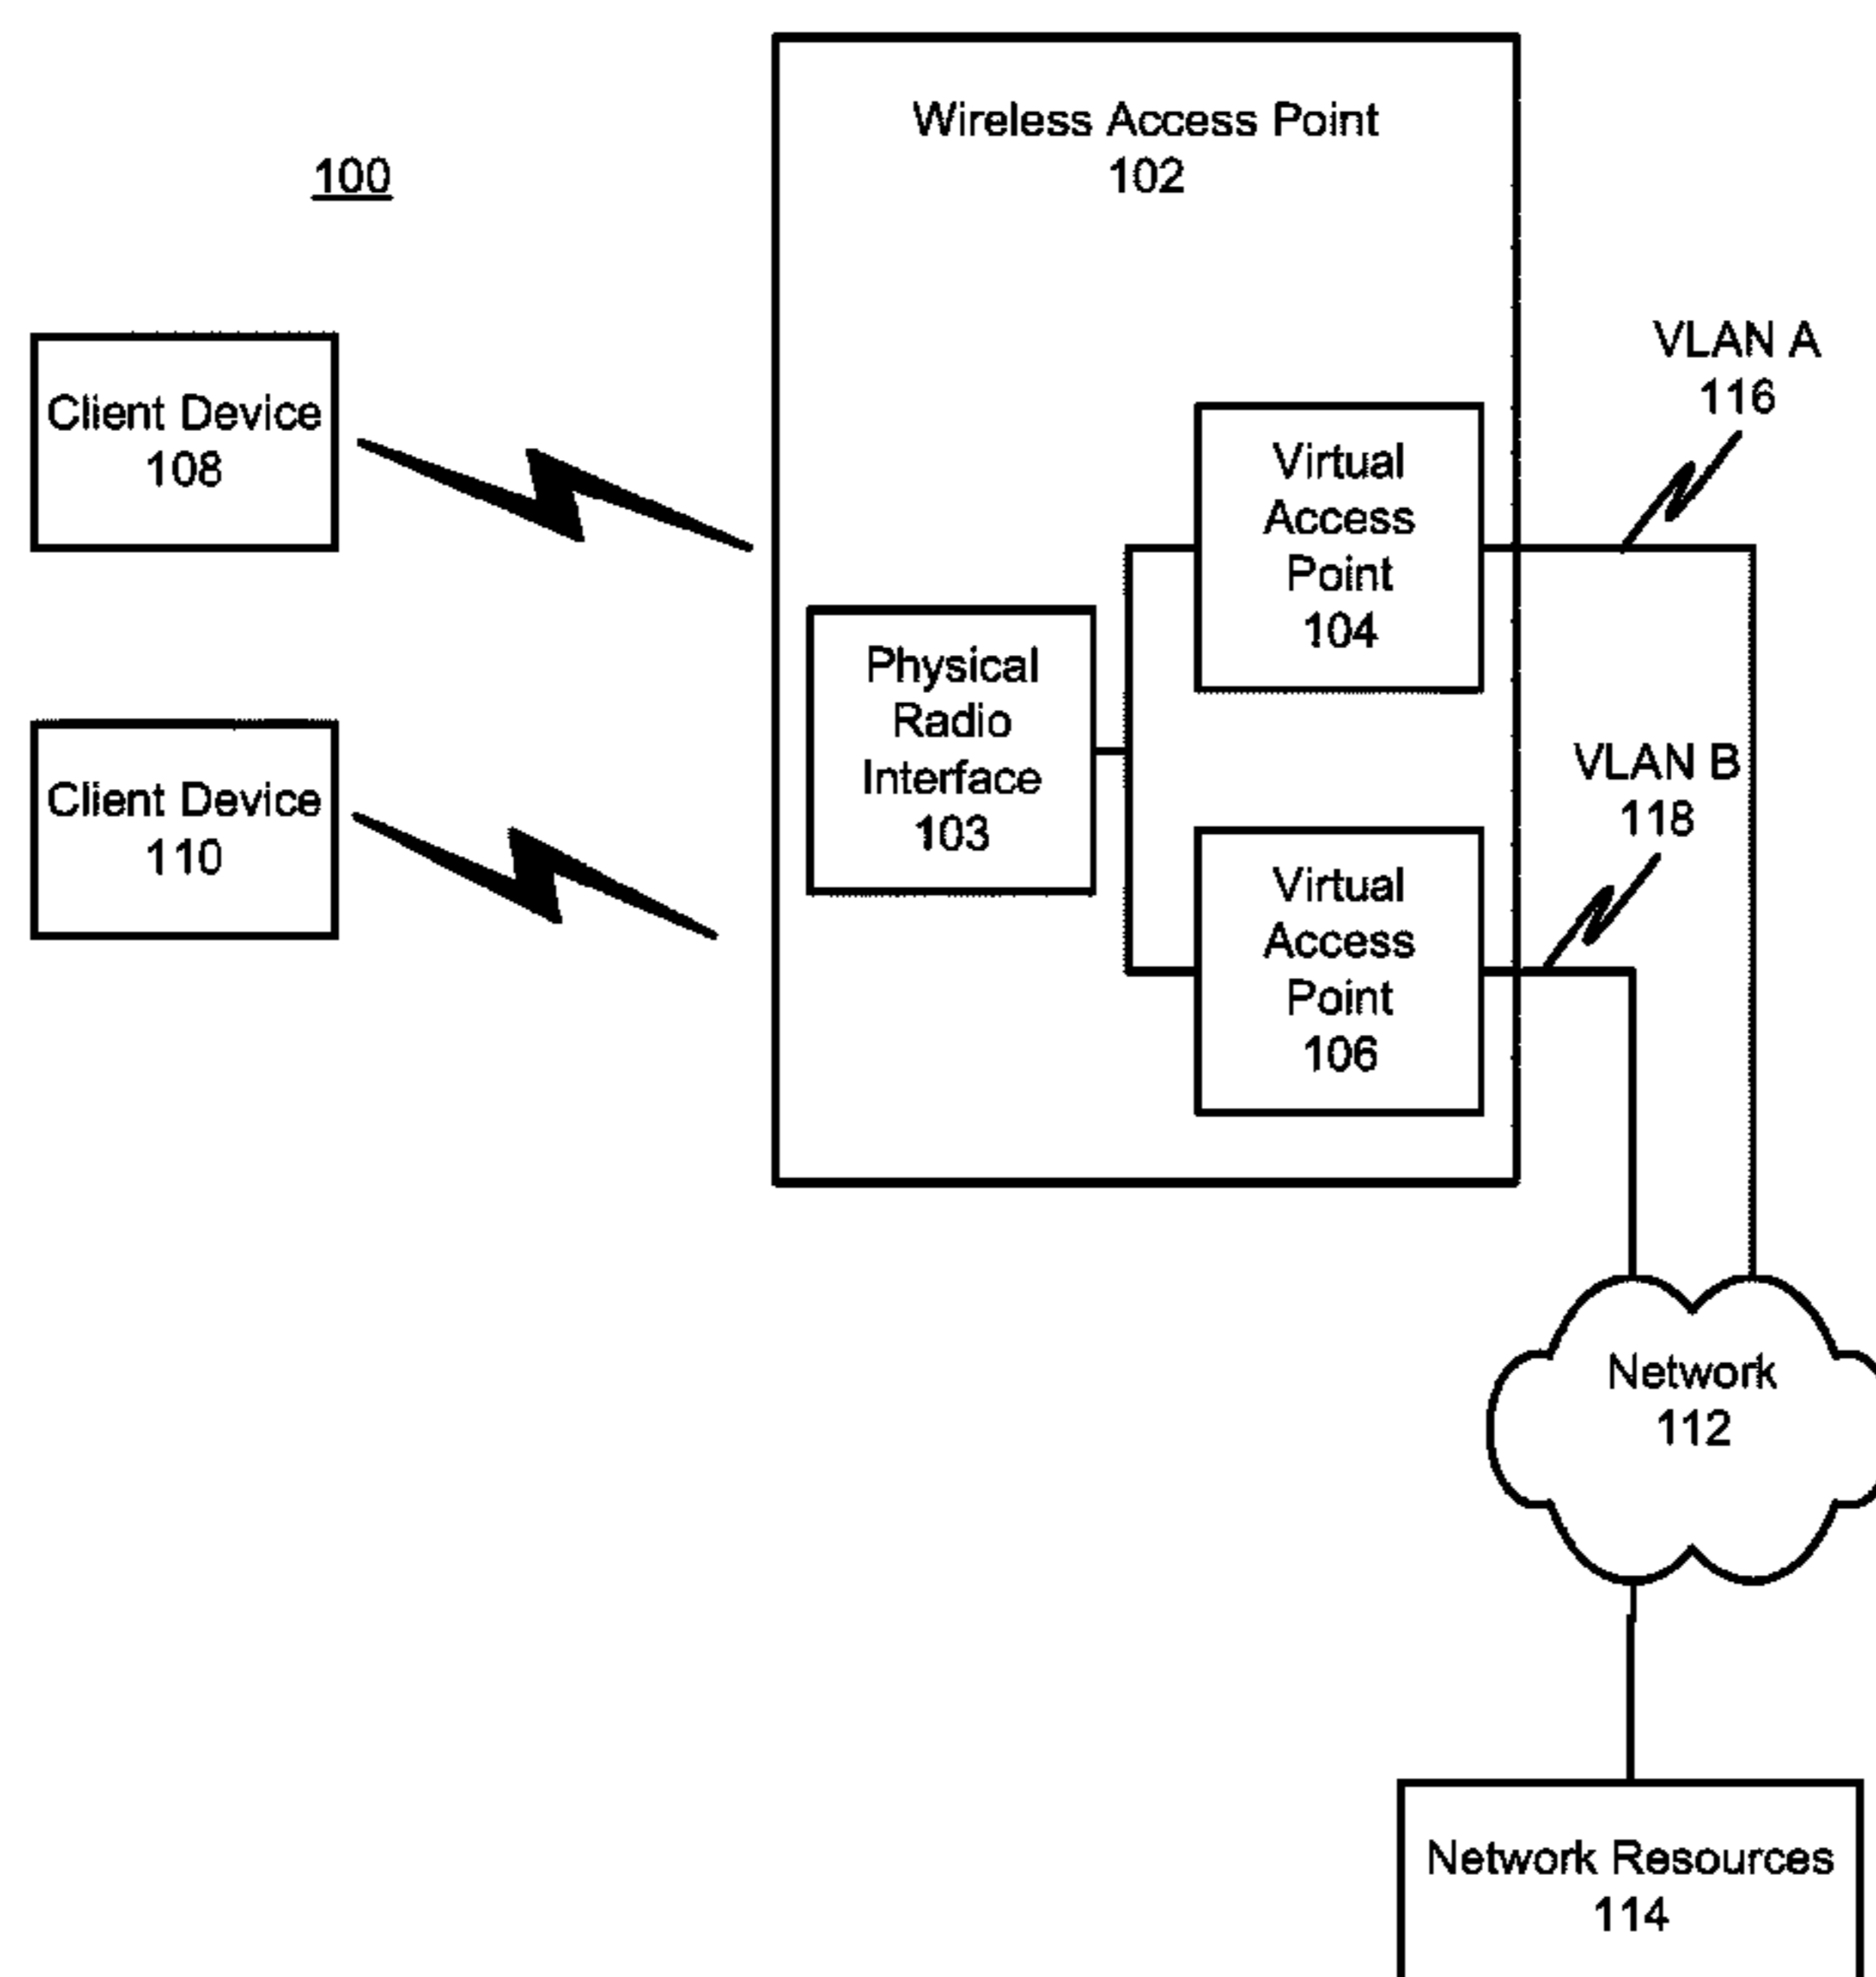 Wireless Access Point
102
100
VLAN A
116
Client Device
108
Virtual
Access
Point
104
Physical
Radio
Interface
103
VLAN B
118
Client Device
110
Virtual
Access
Point
106
Network
112
Network Resources
114